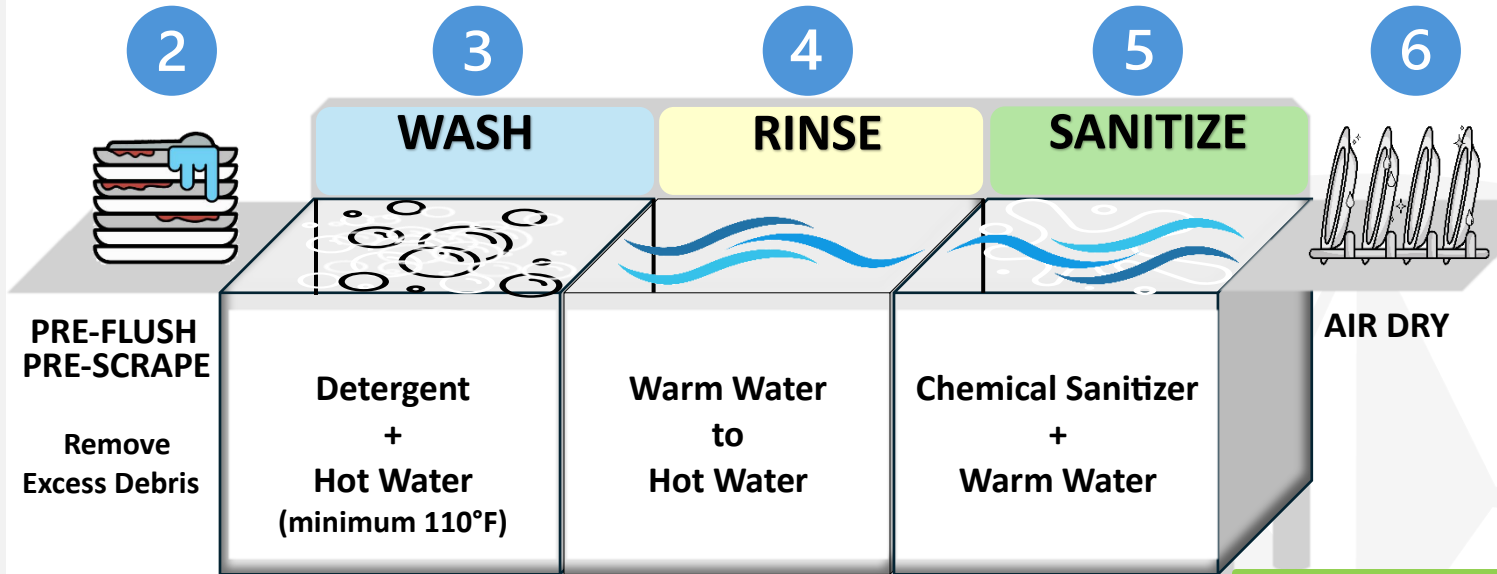 2
3
4
5
6
WASH
RINSE
SANITIZE
PRE-FLUSH
PRE-SCRAPE
Remove
Excess Debris
Detergent
+
Hot Water
(minimum 110°F)
Warm Water
to
Hot Water
Chemical Sanitizer
+
Warm Water
AIR DRY